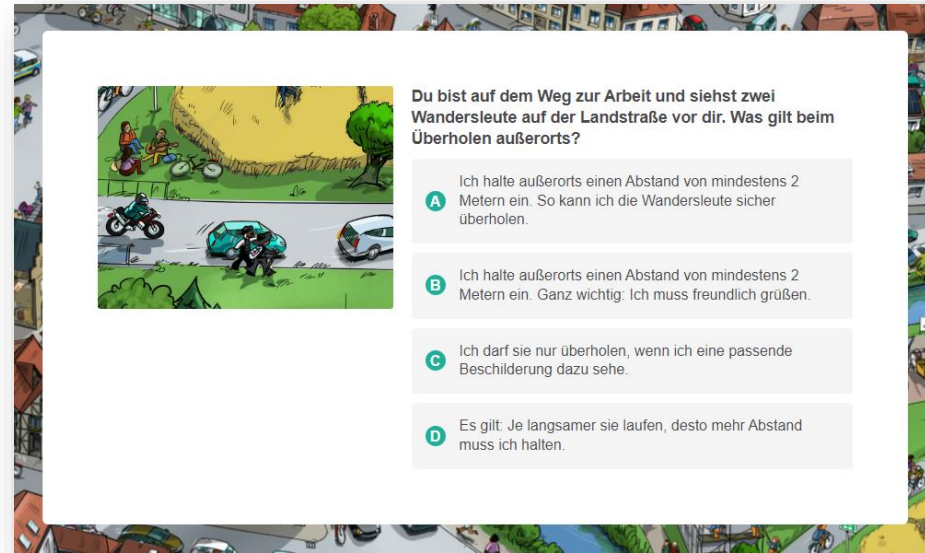 Du bist auf dem Weg zur Arbeit und siehst zwei
Wandersleute auf der Landstraße vor dir. Was gilt beim
Überholen außerorts?
A
Ich halte außerorts einen Abstand von mindestens 2
Metern ein. So kann ich die Wandersleute sicher
überholen.
B
Ich halte außerorts einen Abstand von mindestens 2
Metern ein. Ganz wichtig: Ich muss freundlich grüßen.
C
Ich darf sie nur überholen, wenn ich eine passende
Beschilderung dazu sehe.
D
Es gilt: Je langsamer sie laufen, desto mehr Abstand
muss ich halten.